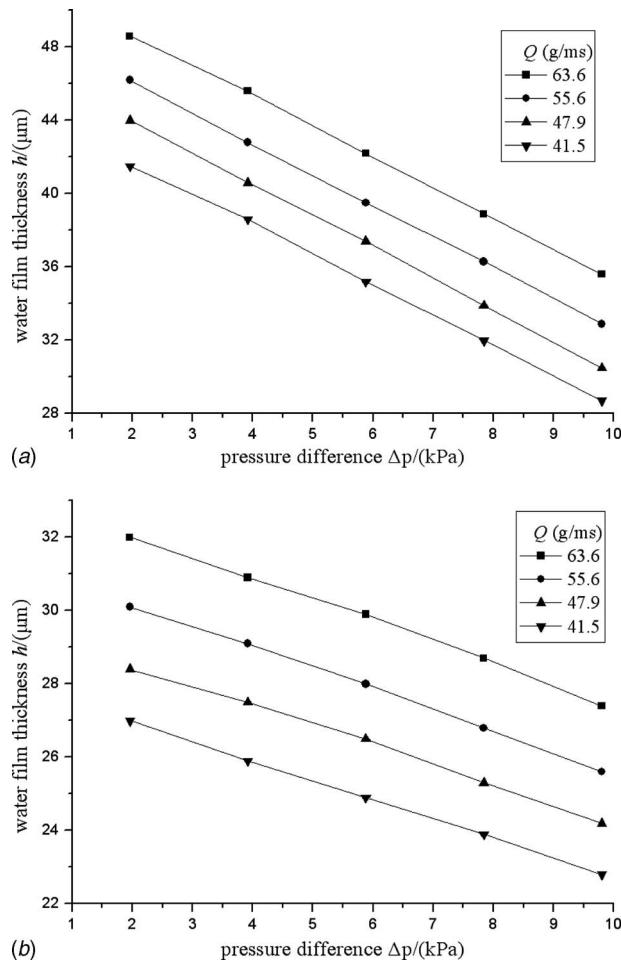 48
44
40
36
32
28
water film thickness h/(μm)
Q (g/ms)
63.6
55.6
47.9
41.5
1 2 3 4 5 6 7 8 9 10
(a) pressure difference Δp/(kPa)
32
30
28
26
24
22
water film thickness h/(μm)
Q (g/ms)
63.6
55.6
47.9
41.5
1 2 3 4 5 6 7 8 9 10
(b) pressure difference Δp/(kPa)